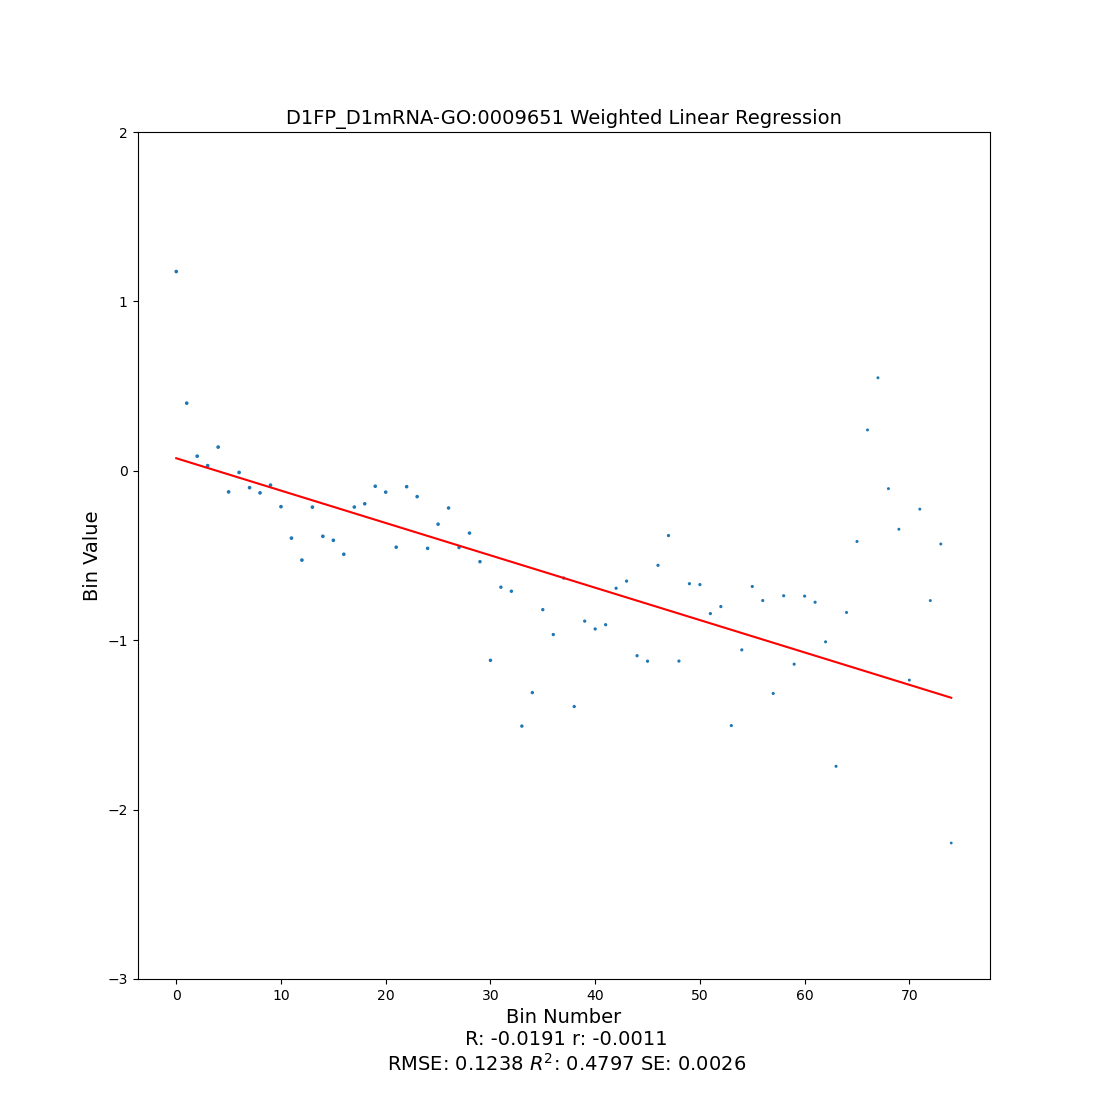 D1FP_D1mRNA-GO:0009651 Weighted Linear Regression
2
1
0
−1
−2
−3
Bin Value
0 10 20 30 40 50 60 70
Bin Number
R: -0.0191 r: -0.0011
RMSE: 0.1238 R²: 0.4797 SE: 0.0026